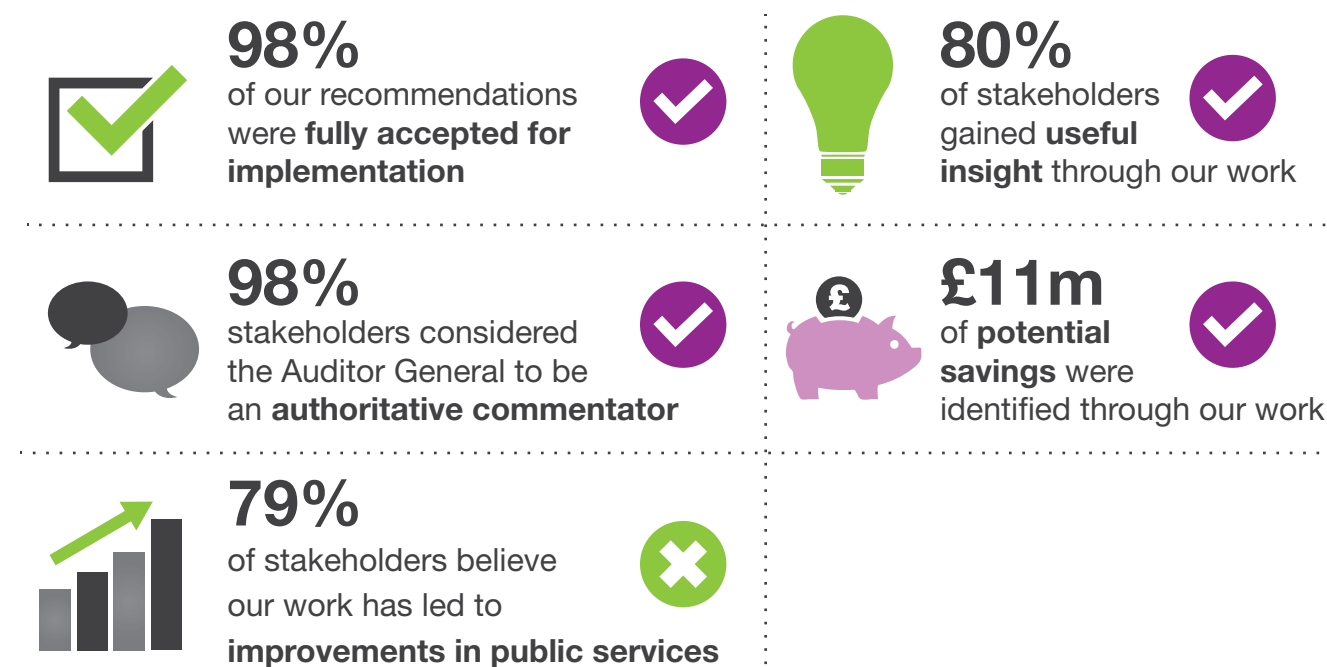 98%
of our recommendations
were fully accepted for
implementation
80%
of stakeholders
gained useful
insight through our work
98%
stakeholders considered
the Auditor General to be
an authoritative commentator
£
£11m
of potential
savings were
identified through our work
79%
of stakeholders believe
our work has led to
improvements in public services